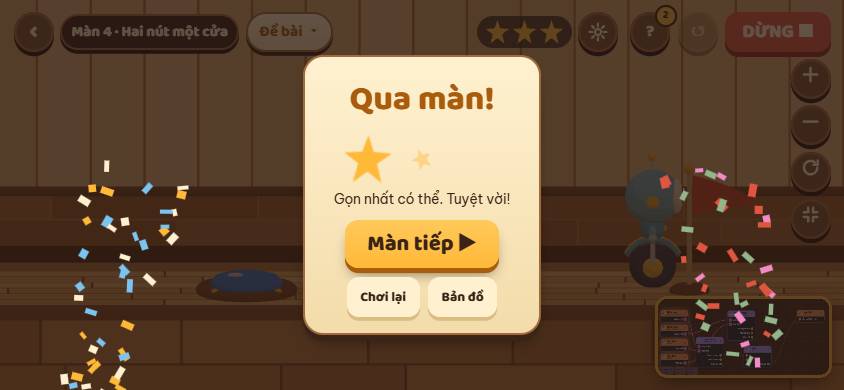 Màn 4 · Hai nút một cửa
Đề bài
?
2
DỪNG
Qua màn!
Gọn nhất có thể. Tuyệt vời!
Màn tiếp
Chơi lại
Bản đồ